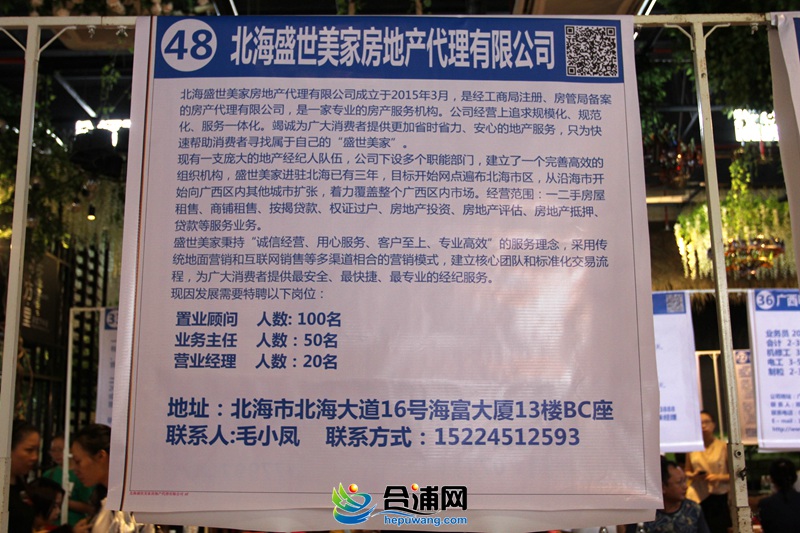 48 北海盛世美家房地产代理有限公司
北海盛世美家房地产代理有限公司成立于2015年3月，是经工商局注册、房管局备案
的房产代理有限公司，是一家专业的房产服务机构。公司经营上追求规模化、规范
化、服务一体化。竭诚为广大消费者提供更加省时省力、安心的地产服务，只为快
速帮助消费者寻找属于自己的“盛世美家”。
现有一支庞大的地产经纪人队伍，公司下设多个职能部门，建立了一个完善高效的
组织机构，盛世美家进驻北海已有三年，目标开始网点遍布北海市区，从沿海市开
始向广西区内其他城市扩张，着力覆盖整个广西区内市场。经营范围：一二手房屋
租售、商铺租售、按揭贷款、权证过户、房地产投资、房地产评估、房地产抵押、
贷款等服务业务。
盛世美家秉持“诚信经营、用心服务、客户至上、专业高效”的服务理念，采用传
统地面营销和互联网销售等多渠道相合的营销模式，建立核心团队和标准化交易流
程，为广大消费者提供最安全、最快捷、最专业的经纪服务。
现因发展需要特聘以下岗位：
置业顾问 人数：100名
业务主任 人数：50名
营业经理 人数：20名
地址：北海市北海大道16号海富大厦13楼BC座
联系人:毛小凤 联系方式：15224512593
36 广西
业务员 20
会计 2-3
机修工 3
电工 3-5
制粒 2-3
合浦网
hepuwang.com